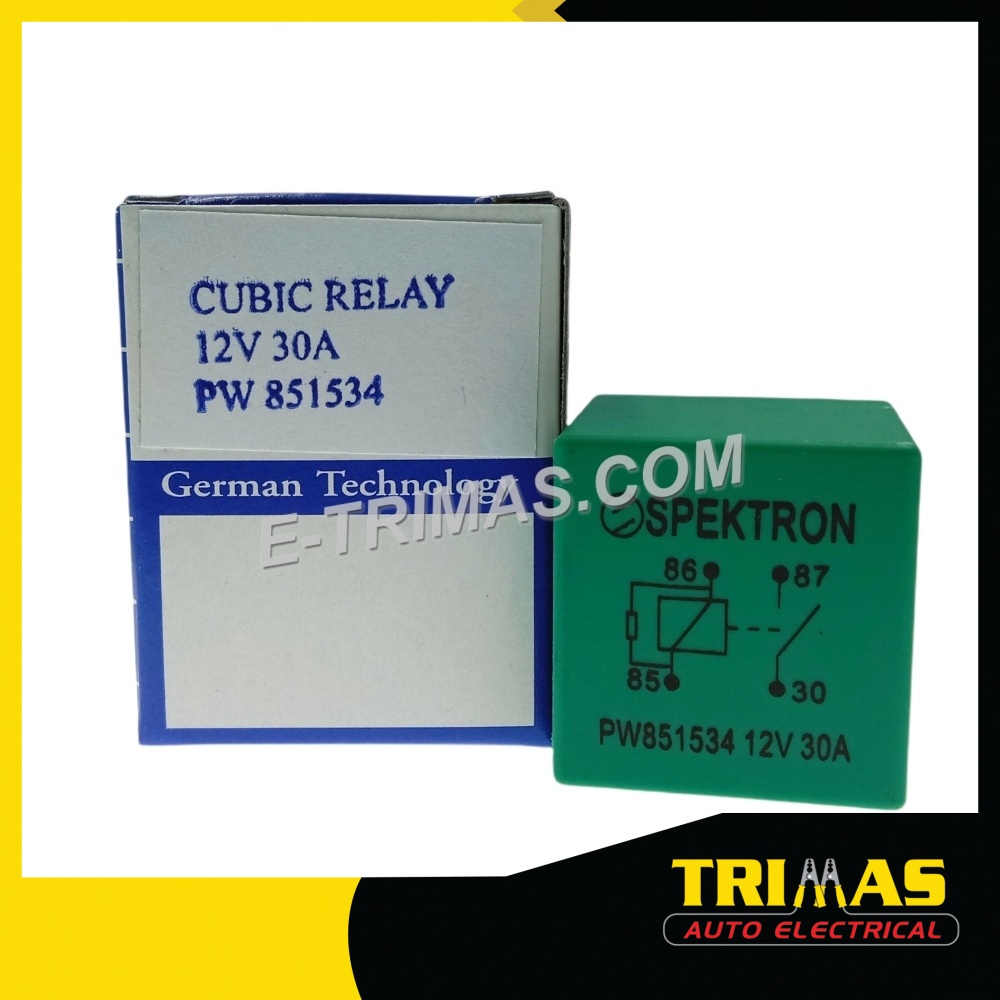 CUBIC RELAY
12V 30A
PW 851534
German Technology
E-TRIMAS.COM
SPEKTRON
86
87
85
30
PW851534 12V 30A
TRIMAS
AUTO ELECTRICAL